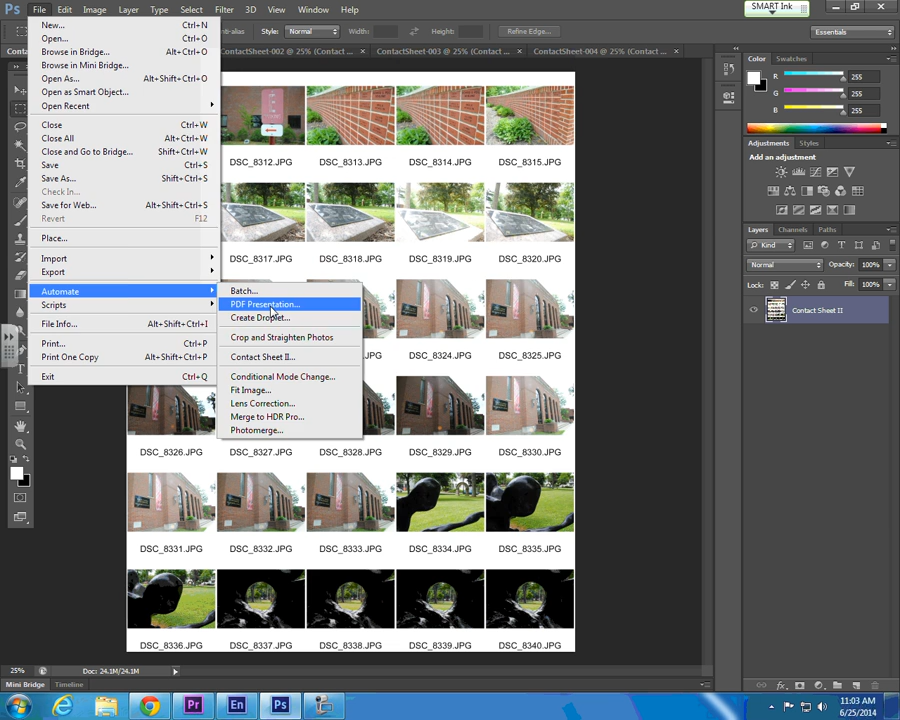 Ps File Edit Image Layer Type Select Filter 3D View Window Help
SMART Ink
Style: Normal Width: Height: Refine Edge...
Essentials
ContactSheet-002 @ 25% (Contact ... × ContactSheet-003 @ 25% (Contact ... × ContactSheet-004 @ 25% (Contact ... ×
New... Ctrl+N
Open... Ctrl+O
Browse in Bridge... Alt+Ctrl+O
Browse in Mini Bridge...
Open As... Alt+Shift+Ctrl+O
Open as Smart Object...
Open Recent
Close Ctrl+W
Close All Alt+Ctrl+W
Close and Go to Bridge... Shift+Ctrl+W
Save Ctrl+S
Save As... Shift+Ctrl+S
Check In...
Save for Web... Alt+Shift+Ctrl+S
Revert F12
Place...
Import
Export
Automate
Scripts
File Info... Alt+Shift+Ctrl+I
Print... Ctrl+P
Print One Copy Alt+Shift+Ctrl+P
Exit Ctrl+Q
Batch...
PDF Presentation...
Create Droplet...
Crop and Straighten Photos
Contact Sheet II...
Conditional Mode Change...
Fit Image...
Lens Correction...
Merge to HDR Pro...
Photomerge...
DSC_8312.JPG DSC_8313.JPG DSC_8314.JPG DSC_8315.JPG
DSC_8317.JPG DSC_8318.JPG DSC_8319.JPG DSC_8320.JPG
DSC_8324.JPG DSC_8325.JPG
DSC_8326.JPG DSC_8327.JPG DSC_8328.JPG DSC_8329.JPG DSC_8330.JPG
DSC_8331.JPG DSC_8332.JPG DSC_8333.JPG DSC_8334.JPG DSC_8335.JPG
DSC_8336.JPG DSC_8337.JPG DSC_8338.JPG DSC_8339.JPG DSC_8340.JPG
Color Swatches
R 255
G 255
B 255
Adjustments Styles
Add an adjustment
Layers Channels Paths
Kind
Normal Opacity: 100%
Lock: Fill: 100%
Contact Sheet II
25% Doc: 24.1M/24.1M
Mini Bridge Timeline
Pr En Ps
11:03 AM
6/25/2014